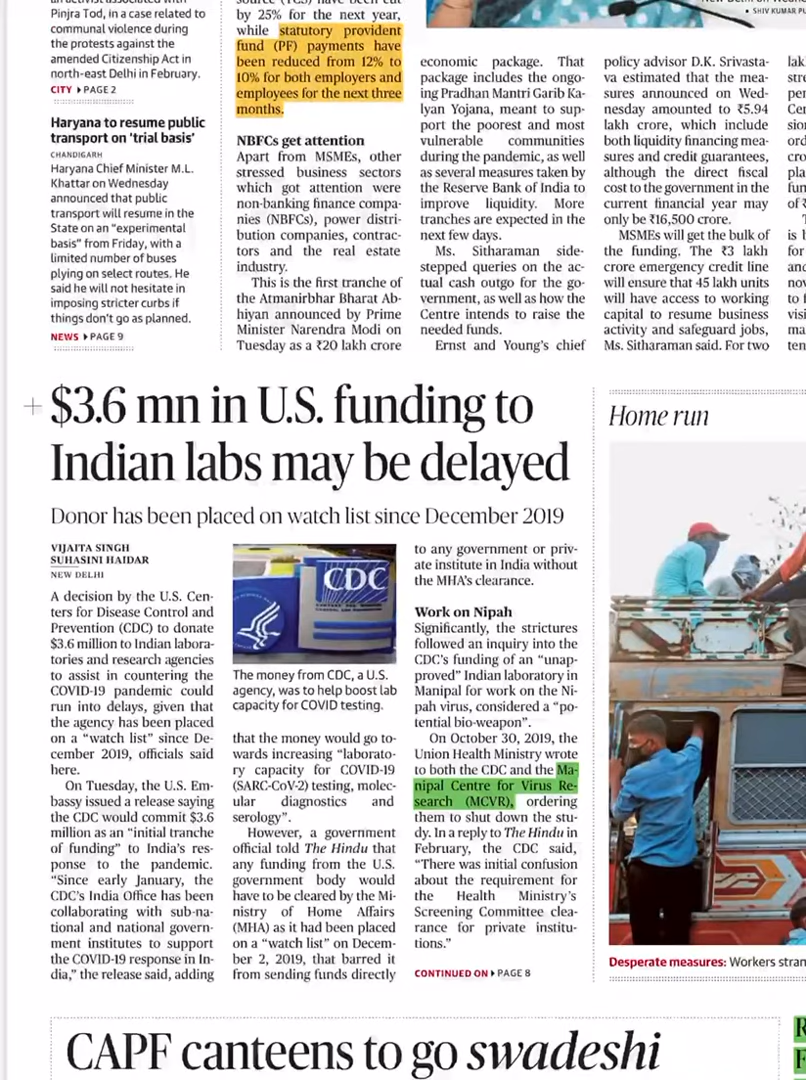 an activist associated with
Pinjra Tod, in a case related to
communal violence during
the protests against the
amended Citizenship Act in
north-east Delhi in February.
CITY PAGE 2
Haryana to resume public
transport on 'trial basis'
CHANDIGARH
Haryana Chief Minister M.L.
Khattar on Wednesday
announced that public
transport will resume in the
State on an "experimental
basis" from Friday, with a
limited number of buses
plying on select routes. He
said he will not hesitate in
imposing stricter curbs if
things don't go as planned.
NEWS PAGE 9
source (TCS) have been cut
by 25% for the next year,
while statutory provident
fund (PF) payments have
been reduced from 12% to
10% for both employers and
employees for the next three
months.
NBFCs get attention
Apart from MSMEs, other
stressed business sectors
which got attention were
non-banking finance compa-
nies (NBFCs), power distri-
bution companies, contrac-
tors and the real estate
industry.
This is the first tranche of
the Atmanirbhar Bharat Ab-
hiyan announced by Prime
Minister Narendra Modi on
Tuesday as a ₹20 lakh crore
economic package. That
package includes the ongo-
ing Pradhan Mantri Garib Ka-
lyan Yojana, meant to sup-
port the poorest and most
vulnerable communities
during the pandemic, as well
as several measures taken by
the Reserve Bank of India to
improve liquidity. More
tranches are expected in the
next few days.
Ms. Sitharaman side-
stepped queries on the ac-
tual cash outgo for the go-
vernment, as well as how the
Centre intends to raise the
needed funds.
Ernst and Young's chief
SHIV KUMAR
policy advisor D.K. Srivasta-
va estimated that the mea-
sures announced on Wed-
nesday amounted to ₹5.94
lakh crore, which include
both liquidity financing mea-
sures and credit guarantees,
although the direct fiscal
cost to the government in the
current financial year may
only be ₹16,500 crore.
MSMEs will get the bulk of
the funding. The ₹3 lakh
crore emergency credit line
will ensure that 45 lakh units
will have access to working
capital to resume business
activity and safeguard jobs,
Ms. Sitharaman said. For two
$3.6 mn in U.S. funding to
Indian labs may be delayed
Donor has been placed on watch list since December 2019
VIJAITA SINGH
SUHASINI HAIDAR
NEW DELHI
A decision by the U.S. Cen-
ters for Disease Control and
Prevention (CDC) to donate
$3.6 million to Indian labora-
tories and research agencies
to assist in countering the
COVID-19 pandemic could
run into delays, given that
the agency has been placed
on a "watch list" since De-
cember 2019, officials said
here.
On Tuesday, the U.S. Em-
bassy issued a release saying
the CDC would commit $3.6
million as an "initial tranche
of funding" to India's res-
ponse to the pandemic.
"Since early January, the
CDC's India Office has been
collaborating with sub-na-
tional and national govern-
ment institutes to support
the COVID-19 response in In-
dia," the release said, adding
CDC
The money from CDC, a U.S.
agency, was to help boost lab
capacity for COVID testing.
that the money would go to-
wards increasing "laborato-
ry capacity for COVID-19
(SARC-CoV-2) testing, molec-
ular diagnostics and
serology".
However, a government
official told The Hindu that
any funding from the U.S.
government body would
have to be cleared by the Mi-
nistry of Home Affairs
(MHA) as it had been placed
on a "watch list" on Decem-
ber 2, 2019, that barred it
from sending funds directly
to any government or priv-
ate institute in India without
the MHA's clearance.
Work on Nipah
Significantly, the strictures
followed an inquiry into the
CDC's funding of an "unap-
proved" Indian laboratory in
Manipal for work on the Ni-
pah virus, considered a "po-
tential bio-weapon".
On October 30, 2019, the
Union Health Ministry wrote
to both the CDC and the Ma-
nipal Centre for Virus Re-
search (MCVR), ordering
them to shut down the stu-
dy. In a reply to The Hindu in
February, the CDC said,
"There was initial confusion
about the requirement for
the Health Ministry's
Screening Committee clea-
rance for private institu-
tions."
CONTINUED ON PAGE 8
Home run
Desperate measures: Workers stran
CAPF canteens to go swadeshi